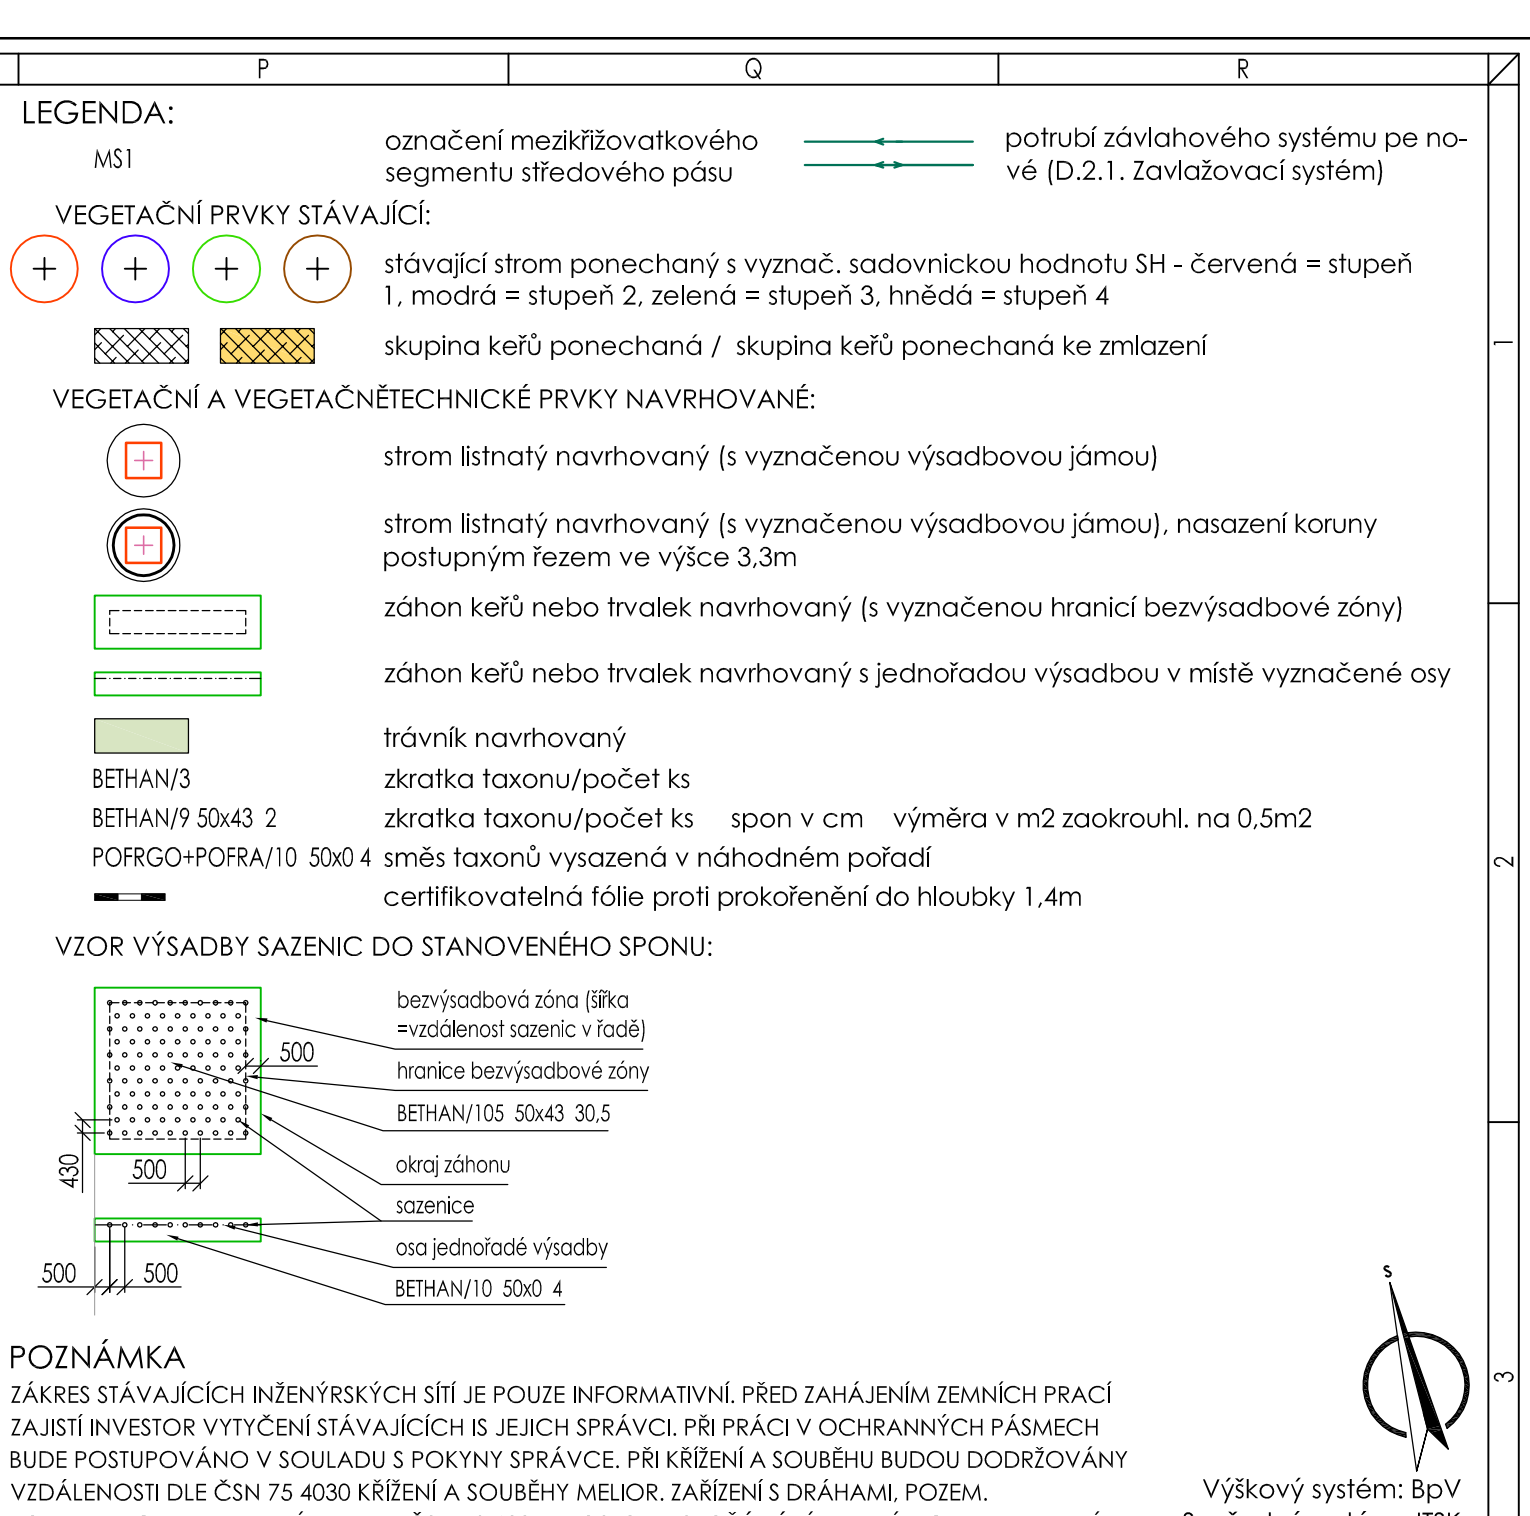 P
Q
R
LEGENDA:
MS1
označení mezikřižovatkového
segmentu středového pásu
potrubí závlahového systému pe no-
vé (D.2.1. Zavlažovací systém)
VEGETAČNÍ PRVKY STÁVAJÍCÍ:
stávající strom ponechaný s vyznač. sadovnickou hodnotu SH - červená = stupeň
1, modrá = stupeň 2, zelená = stupeň 3, hnědá = stupeň 4
skupina keřů ponechaná / skupina keřů ponechaná ke zmlazení
1
VEGETAČNÍ A VEGETAČNĚTECHNICKÉ PRVKY NAVRHOVANÉ:
strom listnatý navrhovaný (s vyznačenou výsadbovou jámou)
strom listnatý navrhovaný (s vyznačenou výsadbovou jámou), nasazení koruny
postupným řezem ve výšce 3,3m
záhon keřů nebo trvalek navrhovaný (s vyznačenou hranicí bezvýsadbové zóny)
záhon keřů nebo trvalek navrhovaný s jednořadou výsadbou v místě vyznačené osy
trávník navrhovaný
BETHAN/3 zkratka taxonu/počet ks
BETHAN/9 50x43 2 zkratka taxonu/počet ks spon v cm výměra v m2 zaokrouhl. na 0,5m2
POFRGO+POFRA/10 50x0 4 směs taxonů vysazená v náhodném pořadí
2
certifikovatelná fólie proti prokořenění do hloubky 1,4m
VZOR VÝSADBY SAZENIC DO STANOVENÉHO SPONU:
bezvýsadbová zóna (šířka
=vzdálenost sazenic v řadě)
500
hranice bezvýsadbové zóny
BETHAN/105 50x43 30,5
430
500
okraj záhonu
sazenice
osa jednořadé výsadby
500
500
BETHAN/10 50x0 4
S
3
POZNÁMKA
ZÁKRES STÁVAJÍCÍCH INŽENÝRSKÝCH SÍTÍ JE POUZE INFORMATIVNÍ. PŘED ZAHÁJENÍM ZEMNÍCH PRACÍ
ZAJISTÍ INVESTOR VYTYČENÍ STÁVAJÍCÍCH IS JEJICH SPRÁVCI. PŘI PRÁCI V OCHRANNÝCH PÁSMECH
BUDE POSTUPOVÁNO V SOULADU S POKYNY SPRÁVCE. PŘI KŘÍŽENÍ A SOUBĚHU BUDOU DODRŽOVÁNY
VZDÁLENOSTI DLE ČSN 75 4030 KŘÍŽENÍ A SOUBĚHY MELIOR. ZAŘÍZENÍ S DRÁHAMI, POZEM.
Výškový systém: BpV